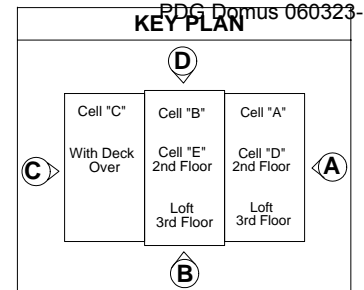 PDG Domus 060323-
KEY PLAN
D
Cell "C"
With Deck
Over
Cell "B"
Cell "E"
2nd Floor
Loft
3rd Floor
Cell "A"
Cell "D"
2nd Floor
Loft
3rd Floor
C
A
B